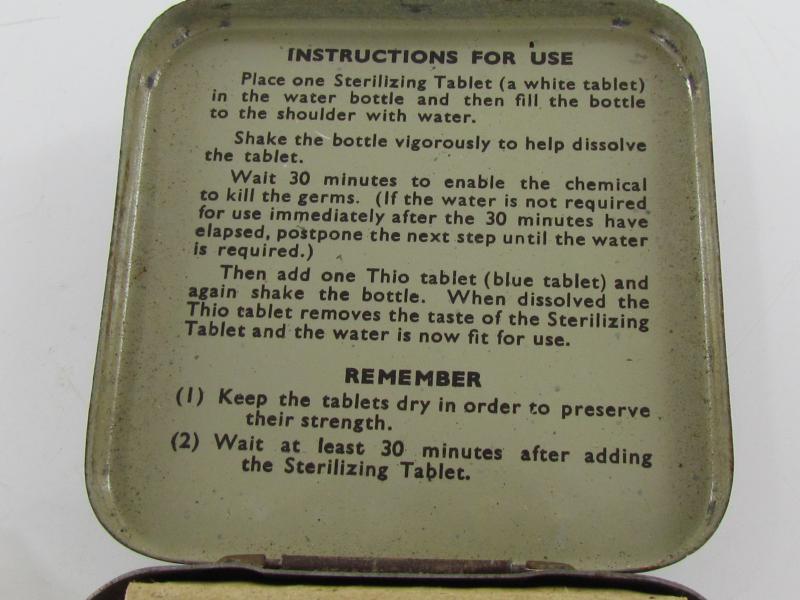 INSTRUCTIONS FOR USE
Place one Sterilizing Tablet (a white tablet)
in the water bottle and then fill the bottle
to the shoulder with water.
Shake the bottle vigorously to help dissolve
the tablet.
Wait 30 minutes to enable the chemical
to kill the germs. (If the water is not required
for use immediately after the 30 minutes have
elapsed, postpone the next step until the water
is required.)
Then add one Thio tablet (blue tablet) and
again shake the bottle. When dissolved the
Thio tablet removes the taste of the Sterilizing
Tablet and the water is now fit for use.
REMEMBER
(1) Keep the tablets dry in order to preserve
their strength.
(2) Wait at least 30 minutes after adding
the Sterilizing Tablet.